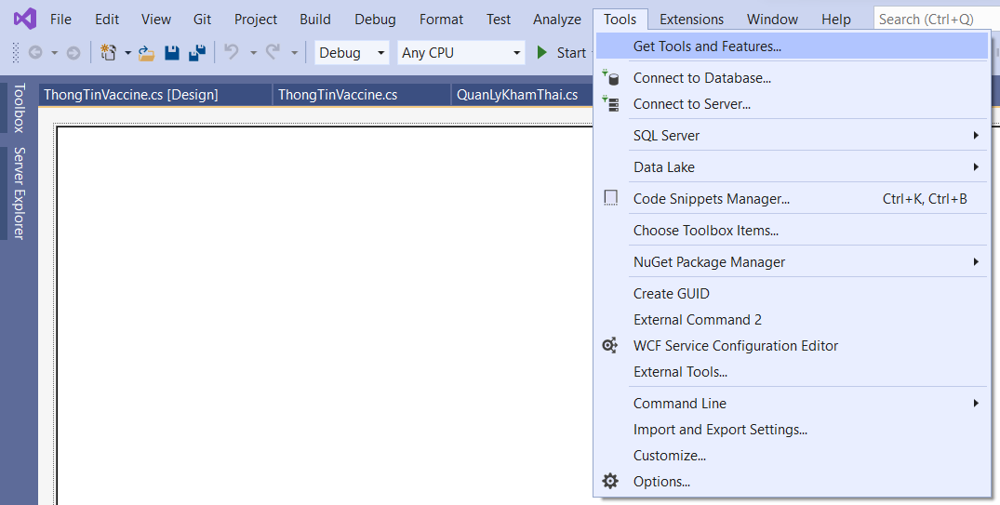 File Edit View Git Project Build Debug Format Test Analyze Tools Extensions Window Help Search (Ctrl+Q)
Debug Any CPU Start
ThongTinVaccine.cs [Design] ThongTinVaccine.cs QuanLyKhamThai.cs
Toolbox
Server Explorer
Get Tools and Features...
Connect to Database...
Connect to Server...
SQL Server
Data Lake
Code Snippets Manager... Ctrl+K, Ctrl+B
Choose Toolbox Items...
NuGet Package Manager
Create GUID
External Command 2
WCF Service Configuration Editor
External Tools...
Command Line
Import and Export Settings...
Customize...
Options...